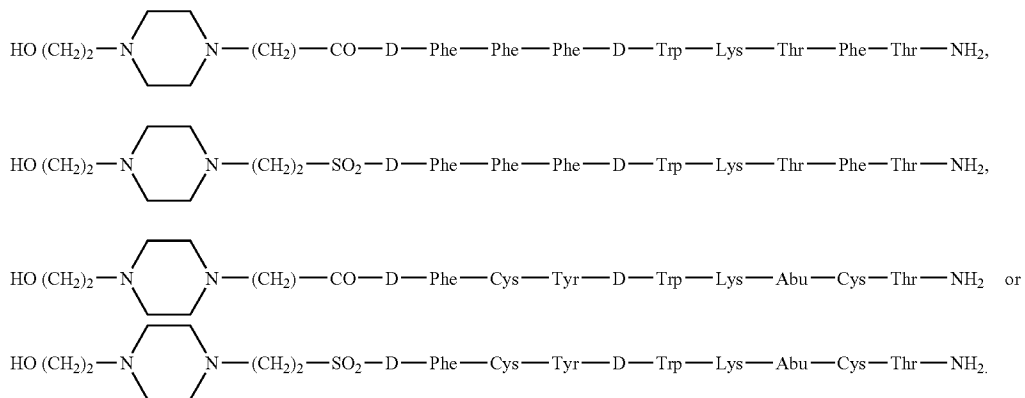 HO (CH2)2—N N—(CH2)—CO—D—Phe—Phe—Phe—D—Trp—Lys—Thr—Phe—Thr—NH2,
HO (CH2)2—N N—(CH2)2—SO2—D—Phe—Phe—Phe—D—Trp—Lys—Thr—Phe—Thr—NH2,
HO (CH2)2—N N—(CH2)—CO—D—Phe—Cys—Tyr—D—Trp—Lys—Abu—Cys—Thr—NH2 or
HO (CH2)2—N N—(CH2)2—SO2—D—Phe—Cys—Tyr—D—Trp—Lys—Abu—Cys—Thr—NH2.